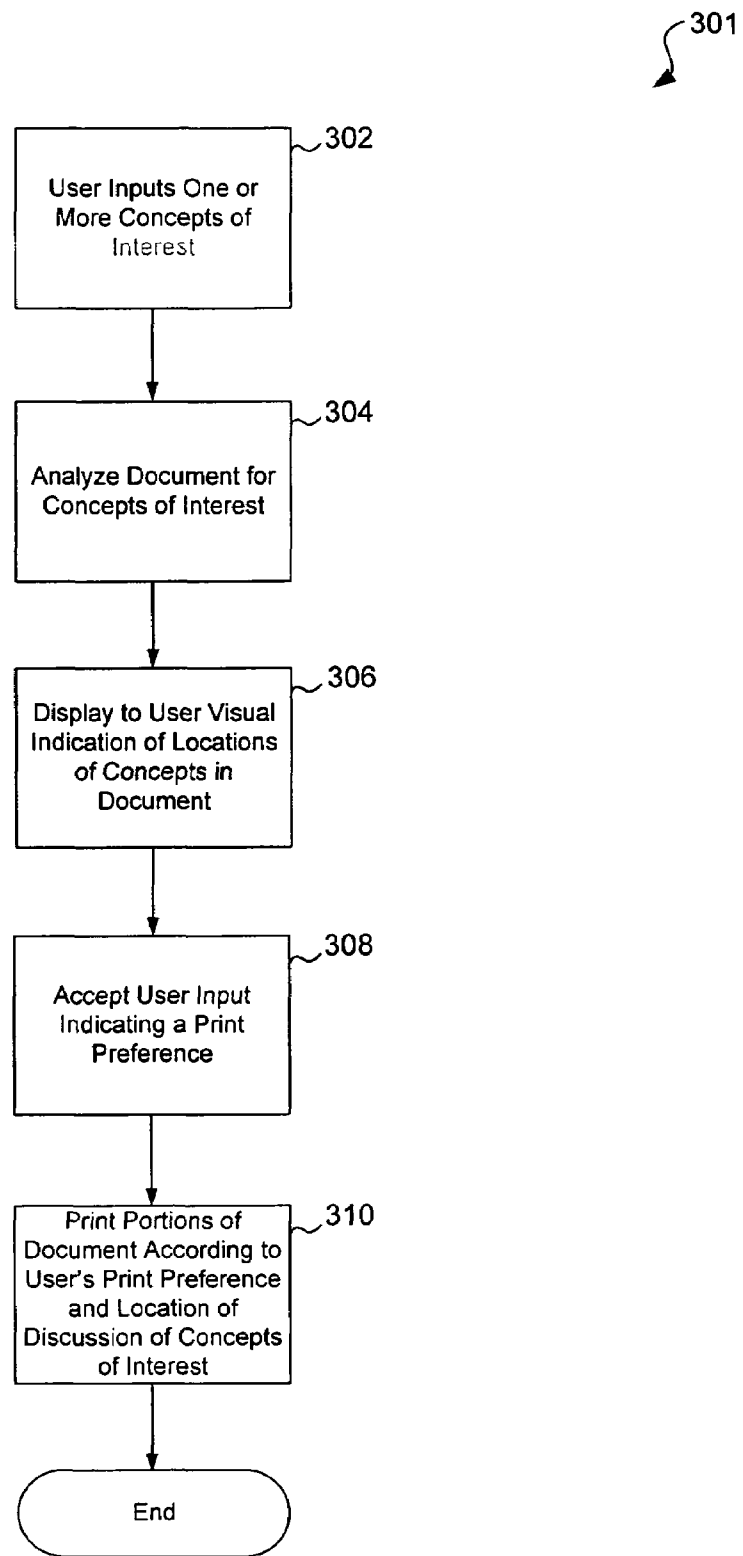 301
302
User Inputs One or
More Concepts of
Interest
304
Analyze Document for
Concepts of Interest
306
Display to User Visual
Indication of Locations
of Concepts in
Document
308
Accept User Input
Indicating a Print
Preference
310
Print Portions of
Document According to
User's Print Preference
and Location of
Discussion of Concepts
of Interest
End